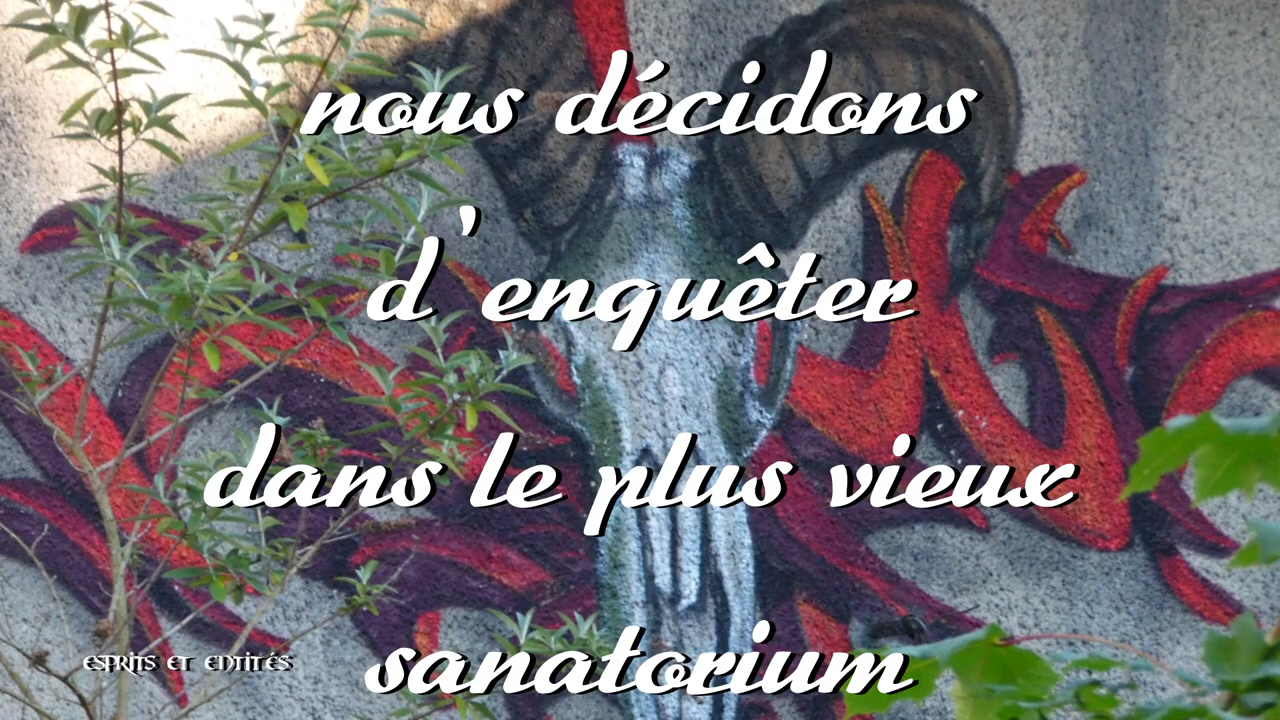 nous décidons
d'enquêter
dans le plus vieux
sanatorium
ESPRITS ET ENTITÉS